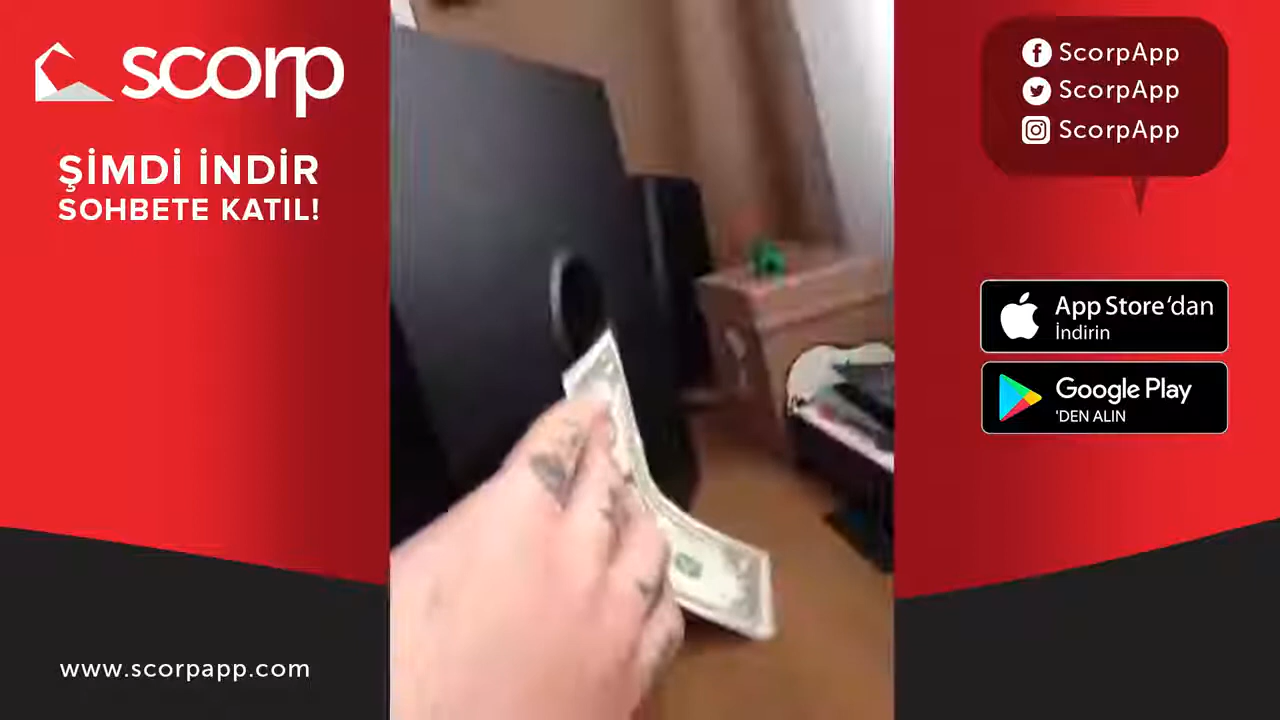 scorp
ŞİMDİ İNDİR
SOHBETE KATIL!
www.scorpapp.com
ScorpApp
ScorpApp
ScorpApp
App Store'dan
İndirin
Google Play
'DEN ALIN